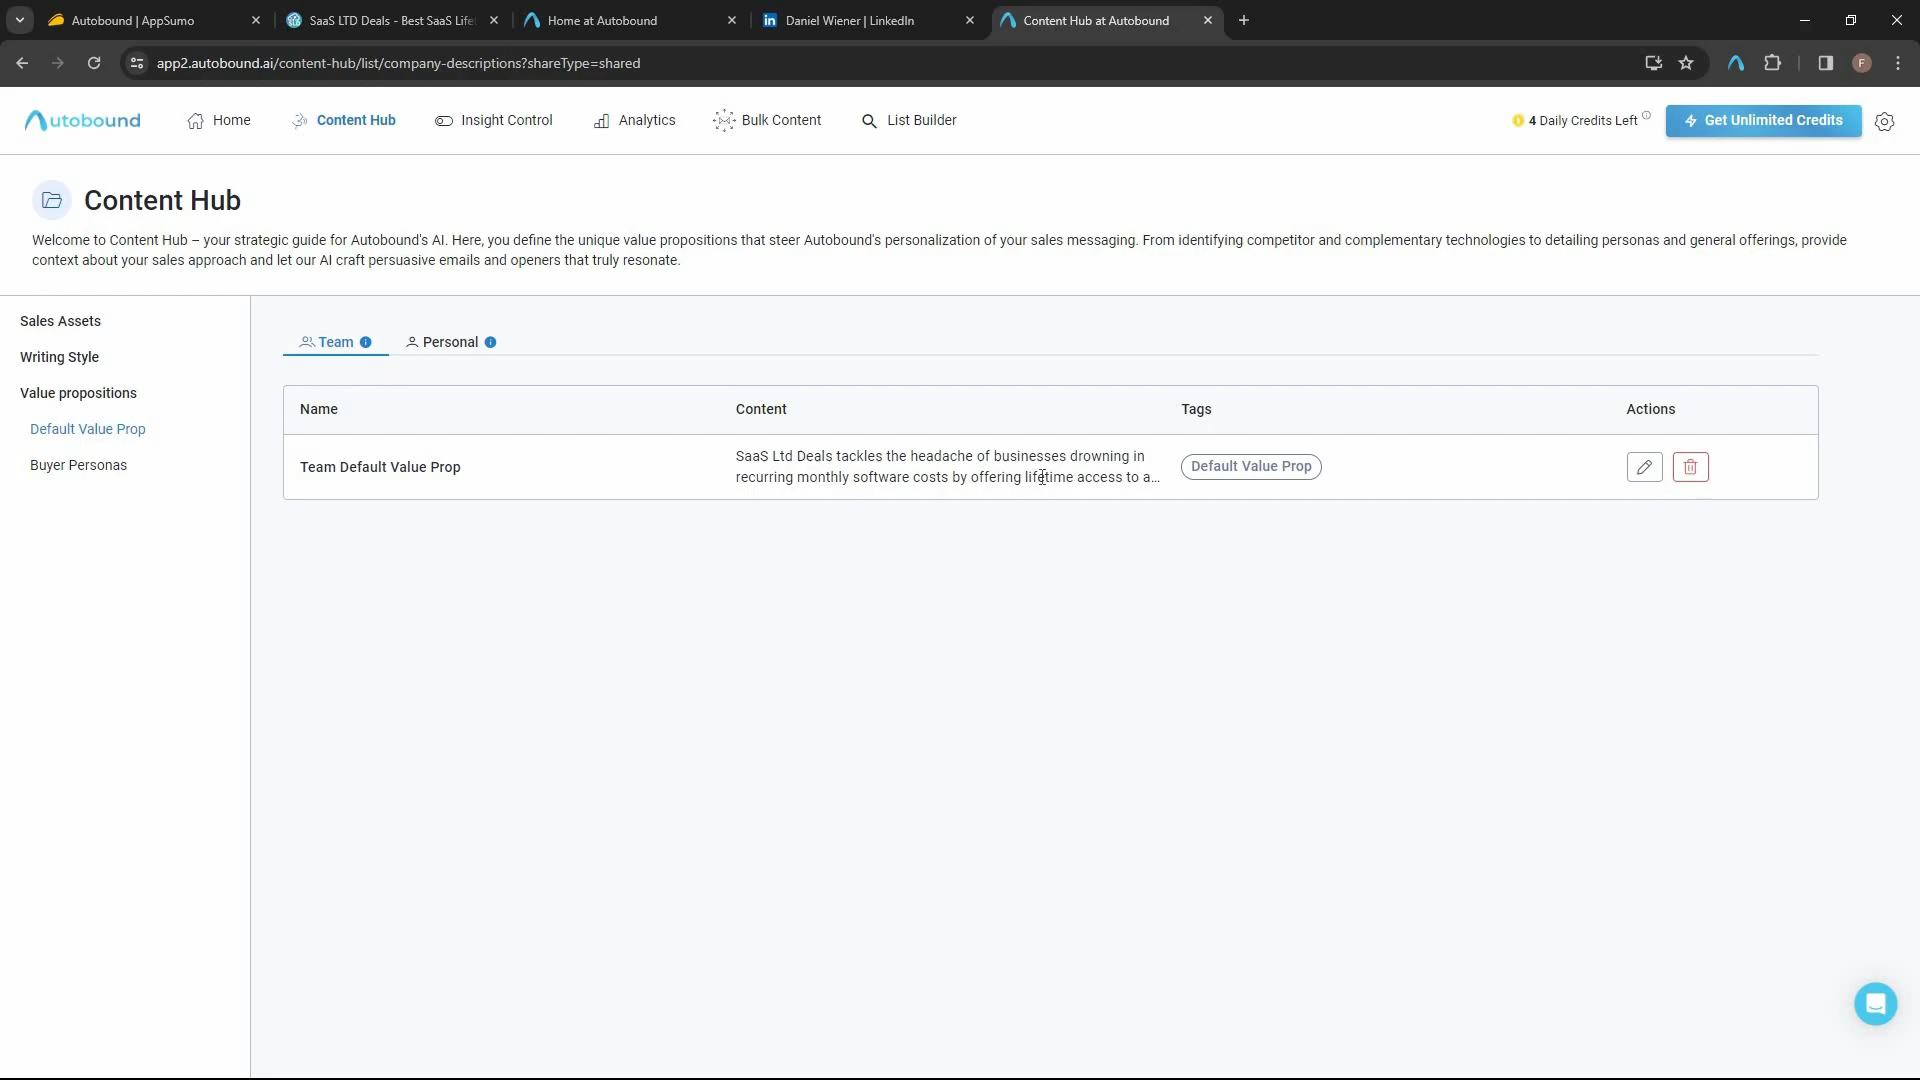 Autobound | AppSumo
SaaS LTD Deals - Best SaaS Life
Home at Autobound
Daniel Wiener | LinkedIn
Content Hub at Autobound
app2.autobound.ai/content-hub/list/company-descriptions?shareType=shared
F
Autobound
Home
Content Hub
Insight Control
Analytics
Bulk Content
List Builder
4 Daily Credits Left
Get Unlimited Credits
Content Hub
Welcome to Content Hub – your strategic guide for Autobound's AI. Here, you define the unique value propositions that steer Autobound's personalization of your sales messaging. From identifying competitor and complementary technologies to detailing personas and general offerings, provide
context about your sales approach and let our AI craft persuasive emails and openers that truly resonate.
Sales Assets
Writing Style
Value propositions
Default Value Prop
Buyer Personas
Team
Personal
Name
Content
Tags
Actions
Team Default Value Prop
SaaS Ltd Deals tackles the headache of businesses drowning in
recurring monthly software costs by offering lifetime access to a...
Default Value Prop